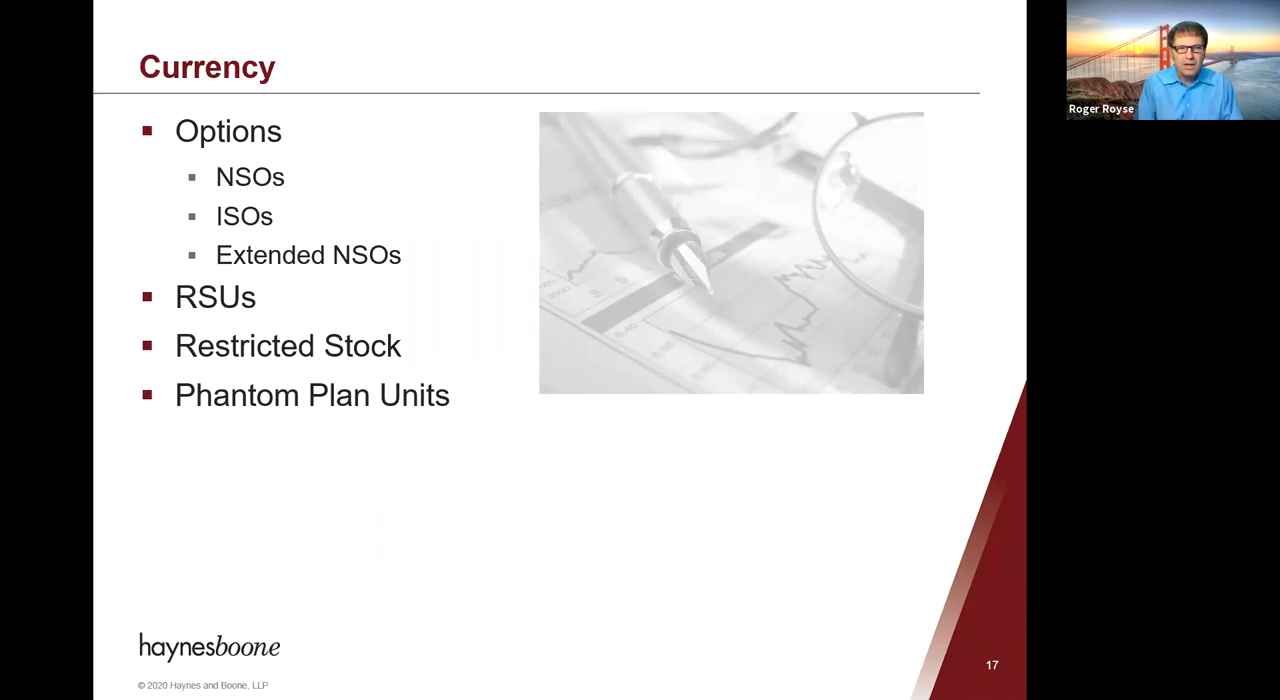 Currency
Options
NSOs
ISOs
Extended NSOs
RSUs
Restricted Stock
Phantom Plan Units
haynesboone
© 2020 Haynes and Boone, LLP
17
Roger Royse